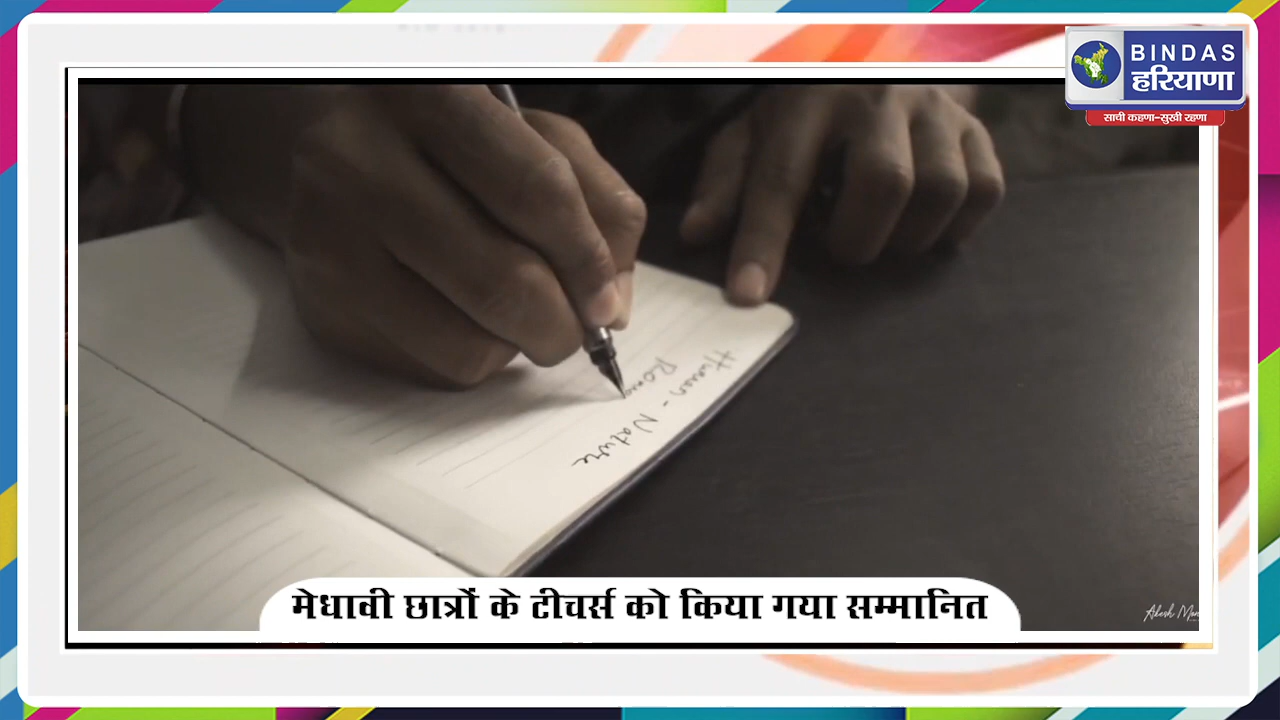 BINDAS
हरियाणा
साची कहणा-सुखी रहणा
Human - Nature
मेधावी छात्रों के टीचर्स को किया गया सम्मानित